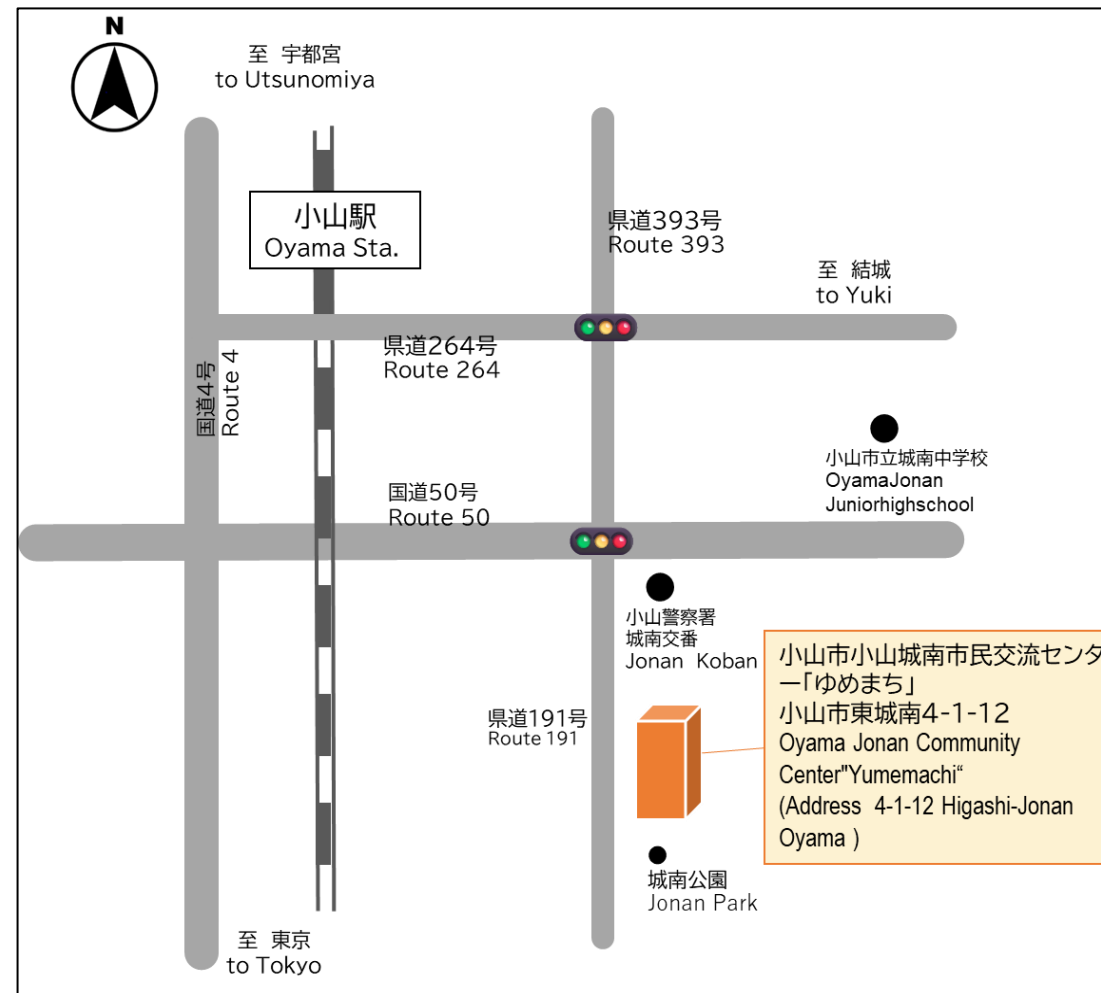 N
至 宇都宮
to Utsunomiya
小山駅
Oyama Sta.
県道393号
Route 393
至 結城
to Yuki
県道264号
Route 264
国道4号
Route 4
小山市立城南中学校
OyamaJonan
Juniorhighschool
国道50号
Route 50
小山警察署
城南交番
Jonan Koban
小山市小山城南市民交流センタ
ー「ゆめまち」
小山市東城南4-1-12
Oyama Jonan Community
Center"Yumemachi“
(Address 4-1-12 Higashi-Jonan
Oyama )
県道191号
Route 191
城南公園
Jonan Park
至 東京
to Tokyo